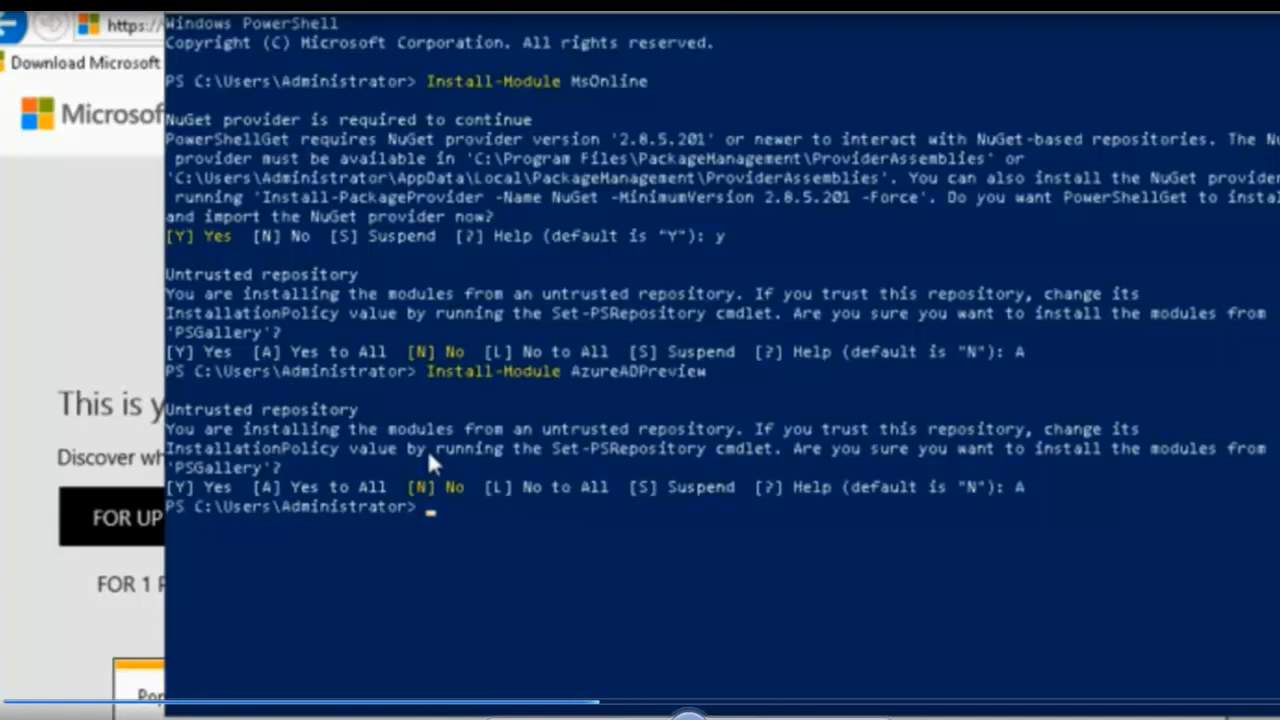 https://
Download Microsoft
Microsof
This is y
Discover wh
FOR UP
FOR 1 P
Windows PowerShell
Copyright (C) Microsoft Corporation. All rights reserved.
PS C:\Users\Administrator> Install-Module MsOnline
NuGet provider is required to continue
PowerShellGet requires NuGet provider version '2.8.5.201' or newer to interact with NuGet-based repositories. The Nu
provider must be available in 'C:\Program Files\PackageManagement\ProviderAssemblies' or
'C:\Users\Administrator\AppData\Local\PackageManagement\ProviderAssemblies'. You can also install the NuGet provider
running 'Install-PackageProvider -Name NuGet -MinimumVersion 2.8.5.201 -Force'. Do you want PowerShellGet to instal
and import the NuGet provider now?
[Y] Yes  [N] No  [S] Suspend  [?] Help (default is "Y"): y
Untrusted repository
You are installing the modules from an untrusted repository. If you trust this repository, change its
InstallationPolicy value by running the Set-PSRepository cmdlet. Are you sure you want to install the modules from
'PSGallery'?
[Y] Yes  [A] Yes to All  [N] No  [L] No to All  [S] Suspend  [?] Help (default is "N"): A
PS C:\Users\Administrator> Install-Module AzureADPreview
Untrusted repository
You are installing the modules from an untrusted repository. If you trust this repository, change its
InstallationPolicy value by running the Set-PSRepository cmdlet. Are you sure you want to install the modules from
'PSGallery'?
[Y] Yes  [A] Yes to All  [N] No  [L] No to All  [S] Suspend  [?] Help (default is "N"): A
PS C:\Users\Administrator> _